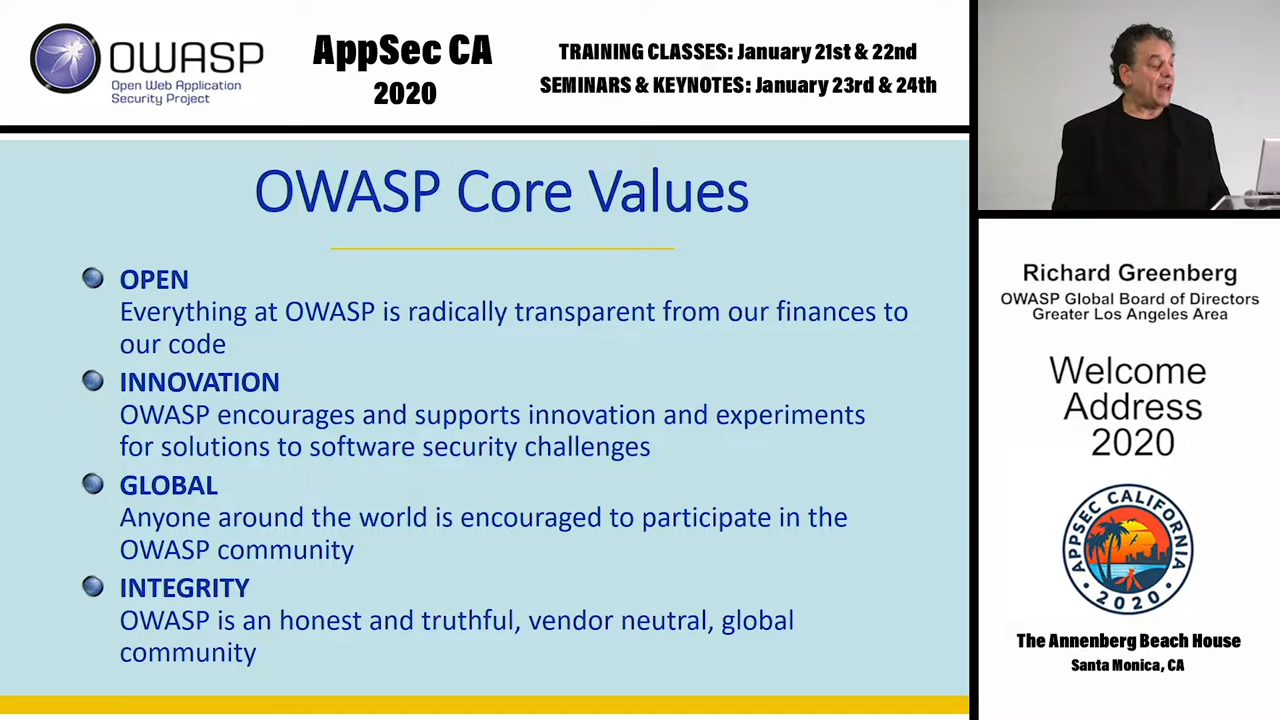 OWASP
Open Web Application
Security Project
AppSec CA
2020
TRAINING CLASSES: January 21st & 22nd
SEMINARS & KEYNOTES: January 23rd & 24th
OWASP Core Values
OPEN
Everything at OWASP is radically transparent from our finances to
our code
INNOVATION
OWASP encourages and supports innovation and experiments
for solutions to software security challenges
GLOBAL
Anyone around the world is encouraged to participate in the
OWASP community
INTEGRITY
OWASP is an honest and truthful, vendor neutral, global
community
Richard Greenberg
OWASP Global Board of Directors
Greater Los Angeles Area
Welcome
Address
2020
APPSEC CALIFORNIA
• 2020 •
The Annenberg Beach House
Santa Monica, CA